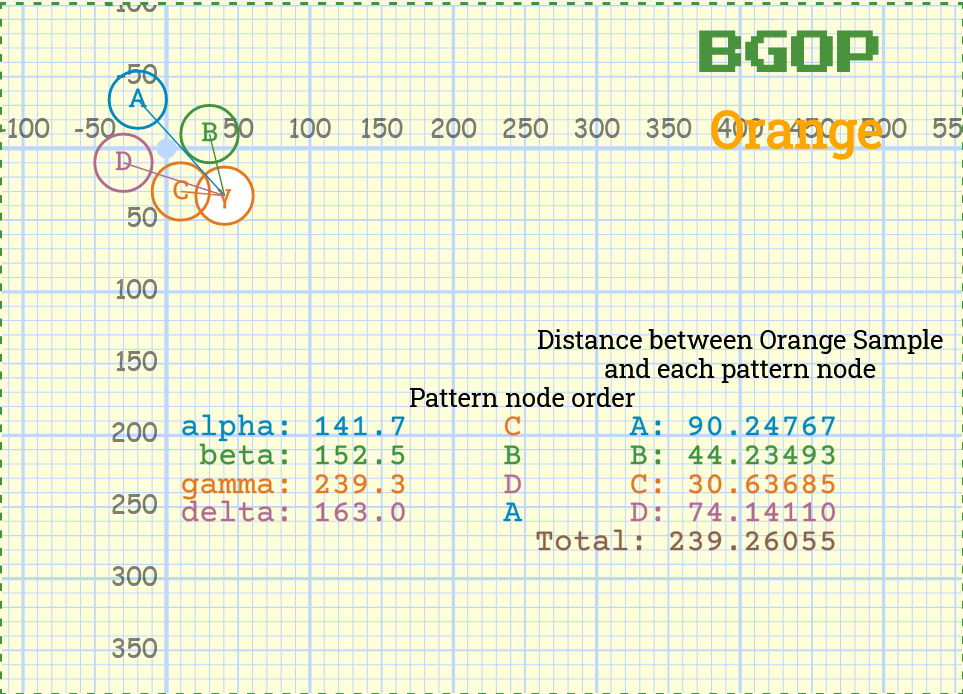 100
-50
BGOP
A
-100 -50 50 100 150 200 250 300 350 400 450 500 55
Orange
B
D
C
Y
50
100
150
Distance between Orange Sample
and each pattern node
Pattern node order
200
alpha: 141.7 C A: 90.24767
beta: 152.5 B B: 44.23493
gamma: 239.3 D C: 30.63685
250
delta: 163.0 A D: 74.14110
Total: 239.26055
300
350